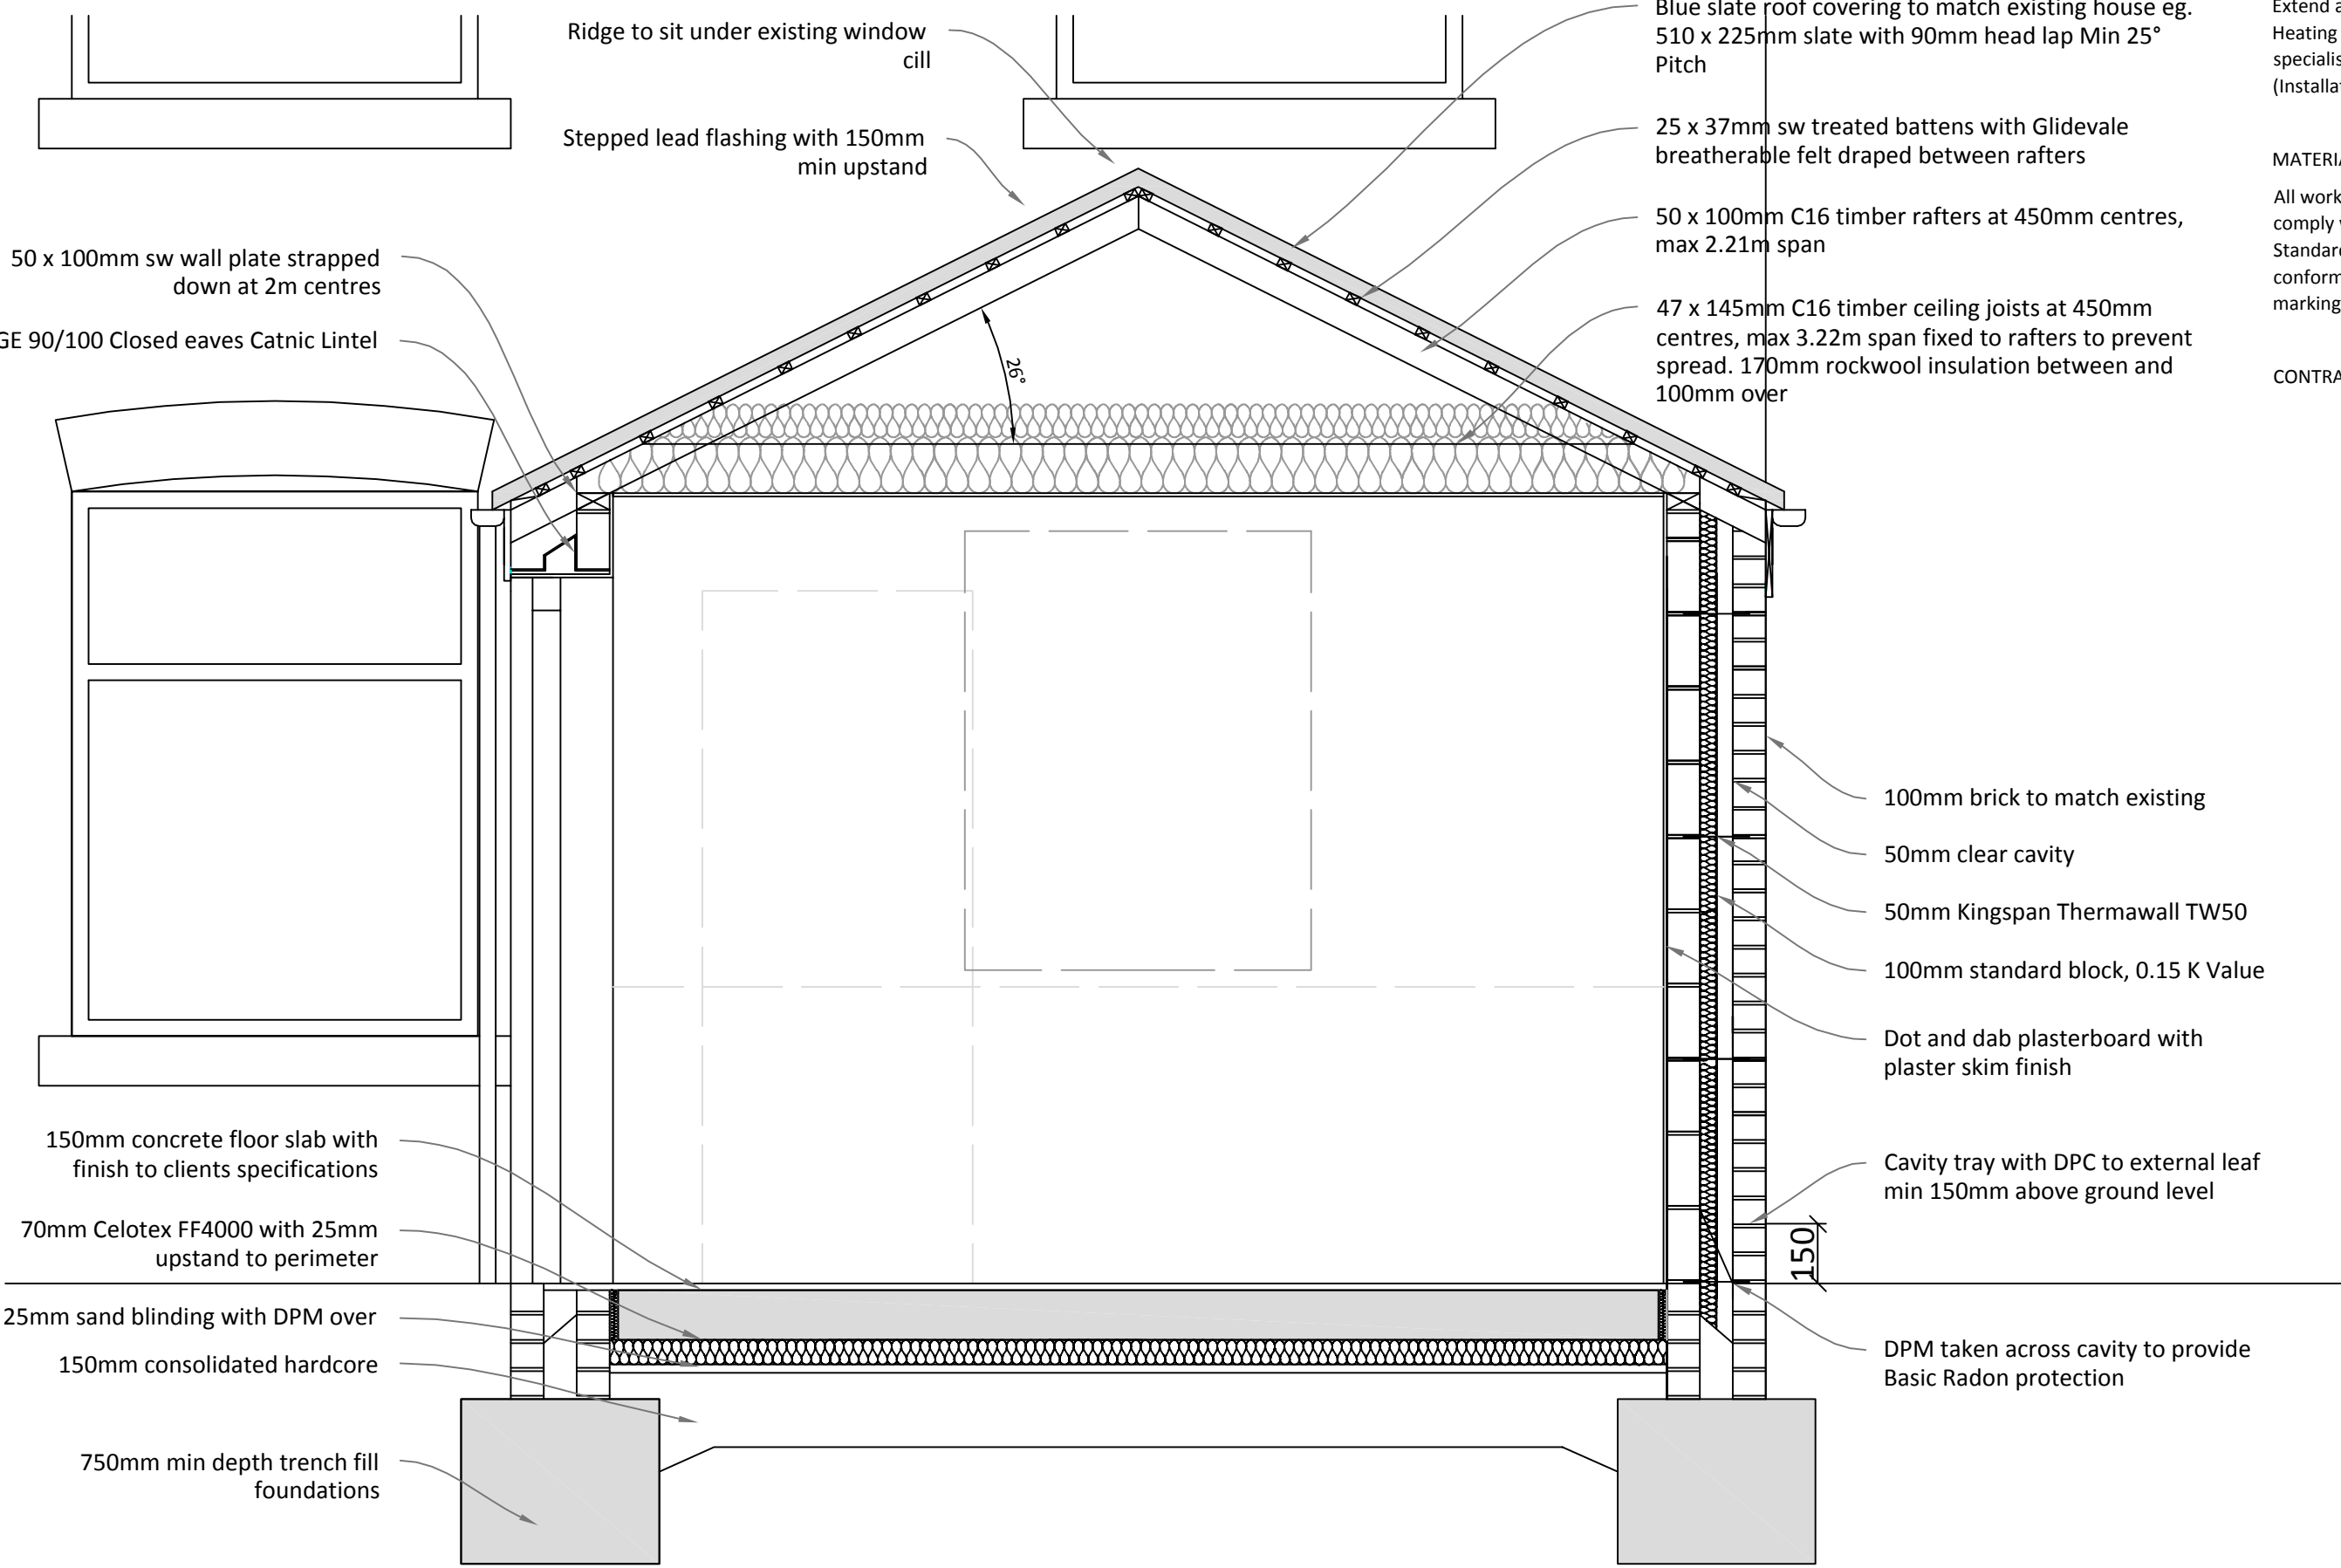 Ridge to sit under existing window
cill
Stepped lead flashing with 150mm
min upstand
50 x 100mm sw wall plate strapped
down at 2m centres
GE 90/100 Closed eaves Catnic Lintel
Blue slate roof covering to match existing house eg.
510 x 225mm slate with 90mm head lap Min 25°
Pitch
25 x 37mm sw treated battens with Glidevale
breatherable felt draped between rafters
50 x 100mm C16 timber rafters at 450mm centres,
max 2.21m span
47 x 145mm C16 timber ceiling joists at 450mm
centres, max 3.22m span fixed to rafters to prevent
spread. 170mm rockwool insulation between and
100mm over
26°
Extend a
Heating
specialis
(Installat
MATERIA
All work
comply w
Standard
conform
marking
CONTRA
100mm brick to match existing
50mm clear cavity
50mm Kingspan Thermawall TW50
100mm standard block, 0.15 K Value
Dot and dab plasterboard with
plaster skim finish
Cavity tray with DPC to external leaf
min 150mm above ground level
150
DPM taken across cavity to provide
Basic Radon protection
150mm concrete floor slab with
finish to clients specifications
70mm Celotex FF4000 with 25mm
upstand to perimeter
25mm sand blinding with DPM over
150mm consolidated hardcore
750mm min depth trench fill
foundations